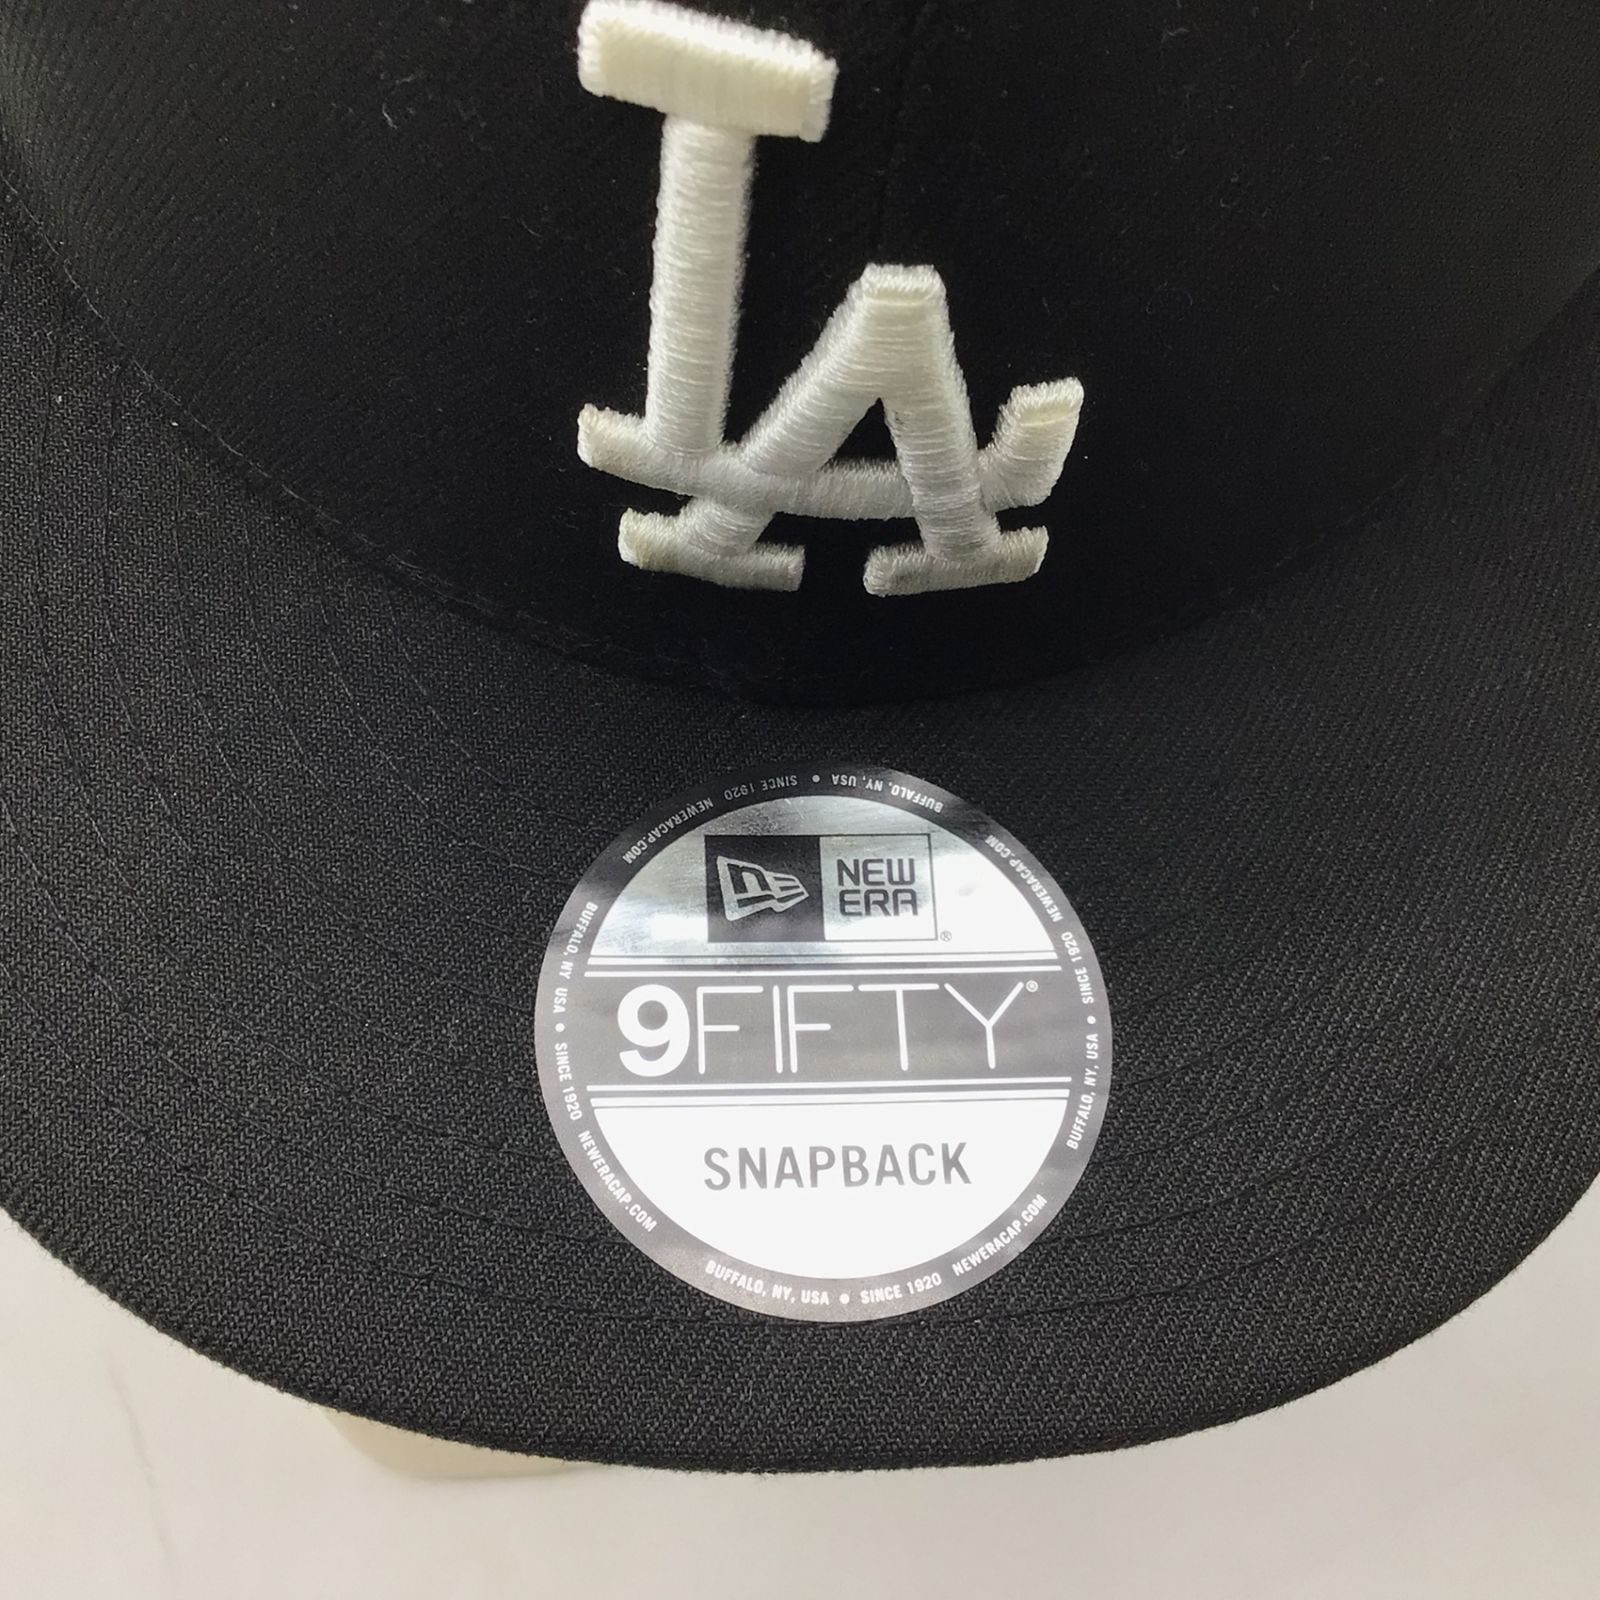 LA
NE
NEW
ERA
®
9FIFTY®
SNAPBACK
BUFFALO, NY, USA • SINCE 1920 NEWERACAP.COM
BUFFALO, NY, USA • SINCE 1920 NEWERACAP.COM
BUFFALO, NY, USA • SINCE 1920 NEWERACAP.COM
BUFFALO, NY USA • SINCE 1920 NEWERACAP.COM